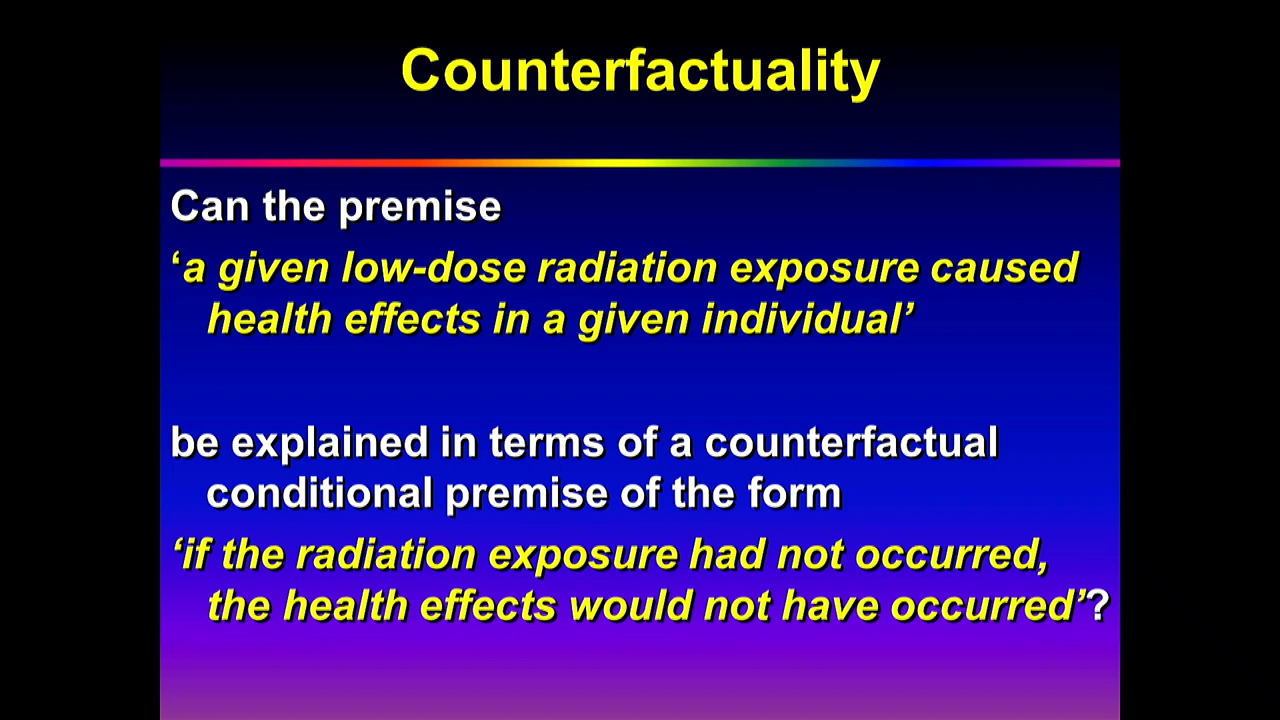 Counterfactuality
Can the premise
‘a given low-dose radiation exposure caused
health effects in a given individual’
be explained in terms of a counterfactual
conditional premise of the form
‘if the radiation exposure had not occurred,
the health effects would not have occurred’?